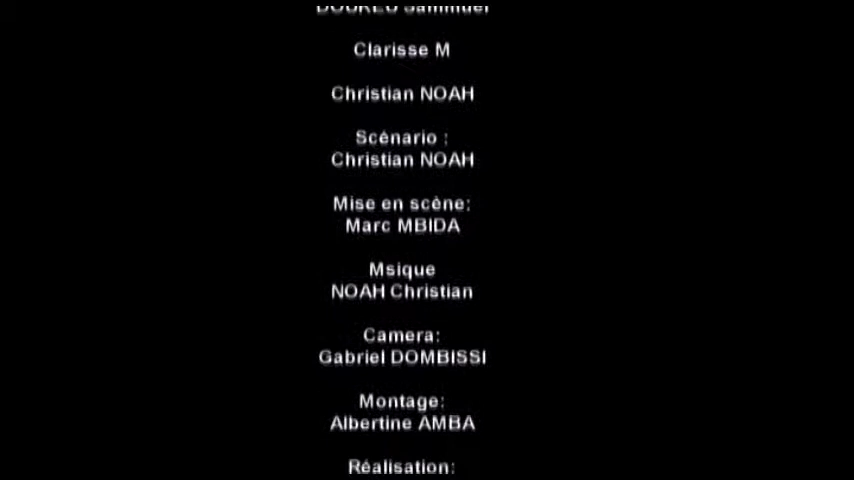 Clarisse M
Christian NOAH
Scénario :
Christian NOAH
Mise en scène:
Marc MBIDA
Msique
NOAH Christian
Camera:
Gabriel DOMBISSI
Montage:
Albertine AMBA
Réalisation: